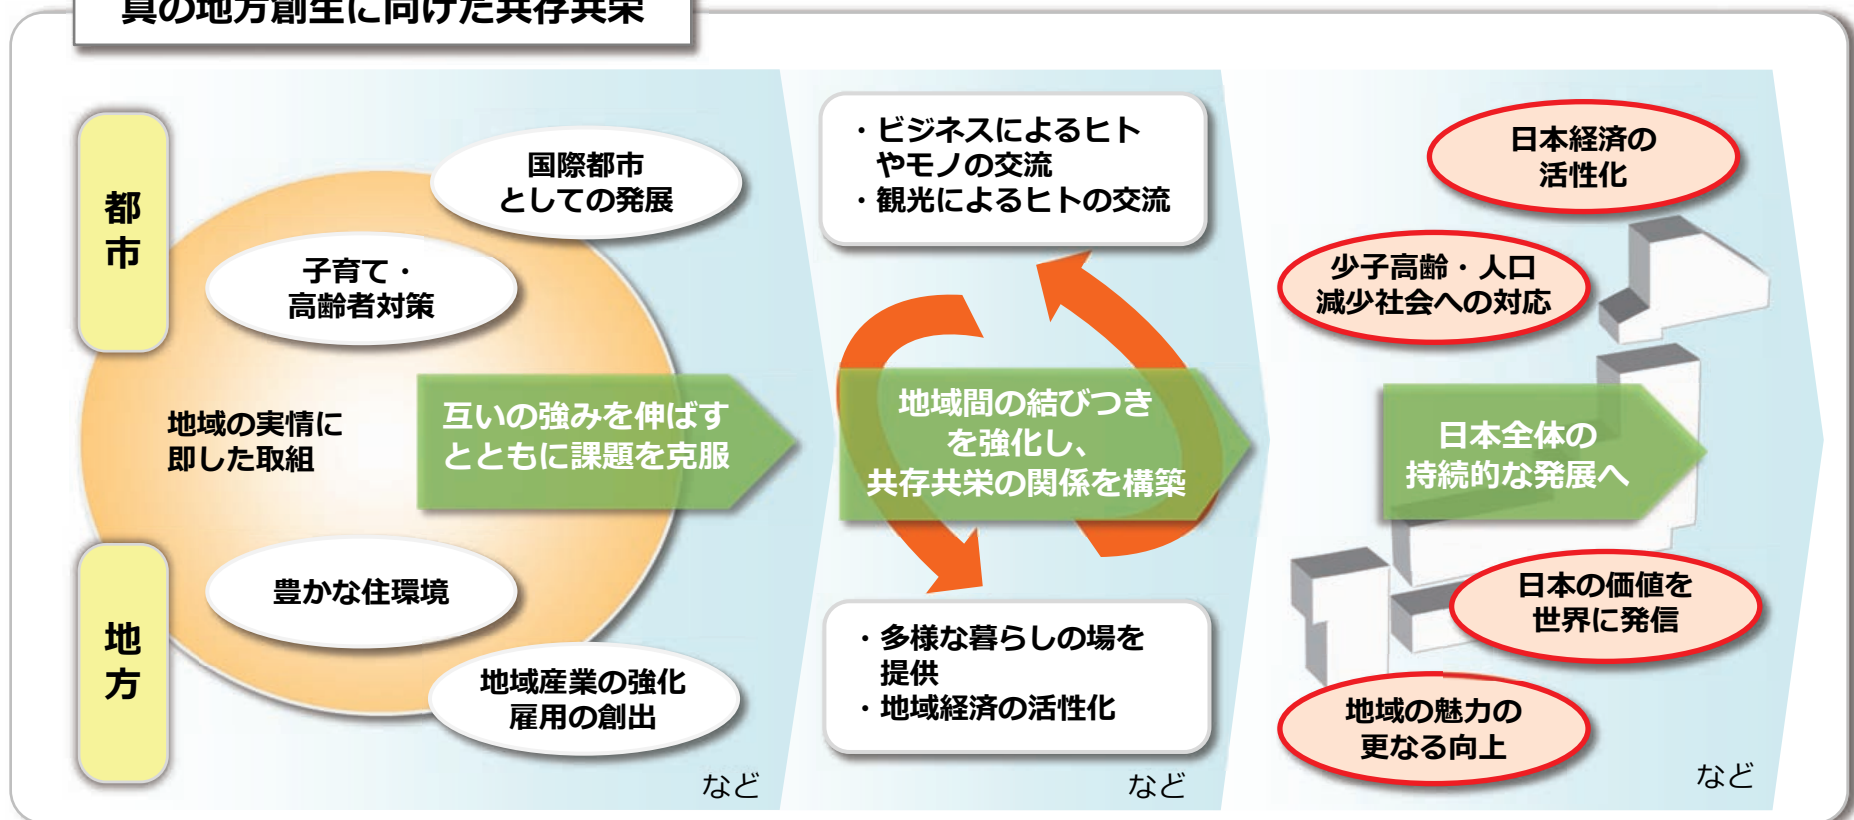 真の地方創生に向けた共存共栄
都市
国際都市
としての発展
子育て・
高齢者対策
地域の実情に
即した取組
互いの強みを伸ばす
とともに課題を克服
豊かな住環境
地方
地域産業の強化
雇用の創出
など
・ビジネスによるヒト
やモノの交流
・観光によるヒトの交流
地域間の結びつき
を強化し、
共存共栄の関係を構築
・多様な暮らしの場を
提供
・地域経済の活性化
など
日本経済の
活性化
少子高齢・人口
減少社会への対応
日本全体の
持続的な発展へ
日本の価値を
世界に発信
地域の魅力の
更なる向上
など